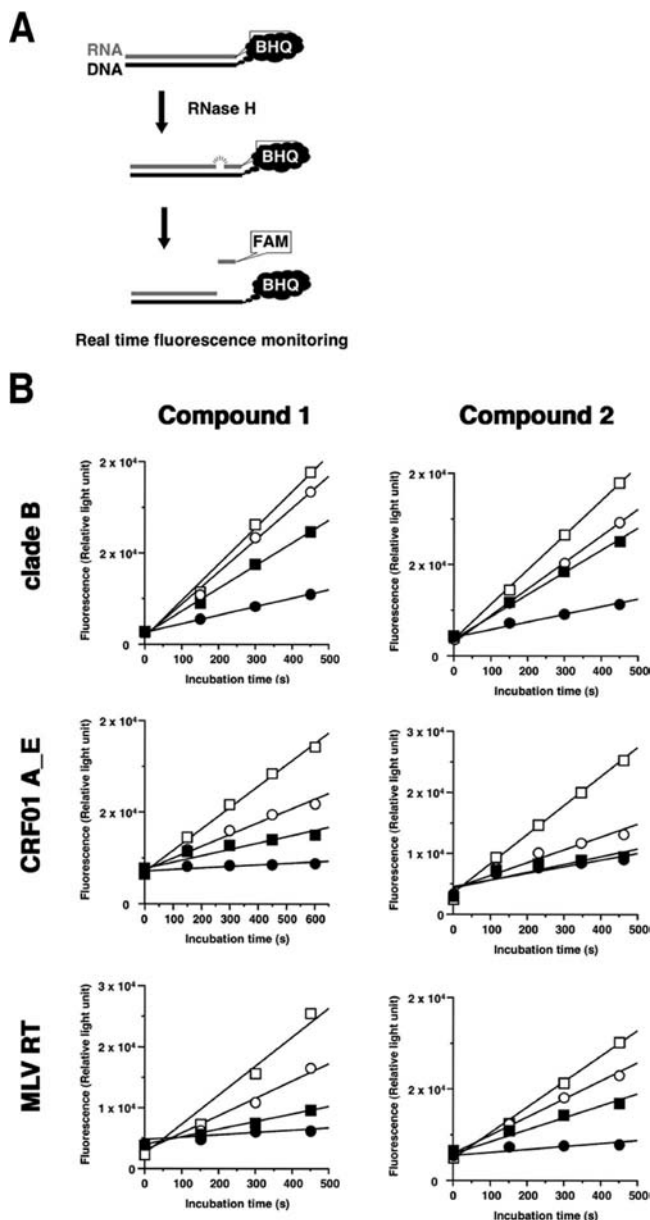 A
RNA
DNA
BHQ
RNase H
BHQ
FAM
BHQ
Real time fluorescence monitoring
B
Compound 1
Compound 2
clade B
Fluorescence (Relative light unit)
2 x 10⁴
2 x 10⁴
0
0 100 200 300 400 500
Incubation time (s)
Fluorescence (Relative light unit)
2 x 10⁴
2 x 10⁴
0
0 100 200 300 400 500
Incubation time (s)
CRF01 A_E
Fluorescence (Relative light unit)
2 x 10⁴
2 x 10⁴
0
0 100 200 300 400 500 600
Incubation time (s)
Fluorescence (Relative light unit)
3 x 10⁴
2 x 10⁴
1 x 10⁴
0
0 100 200 300 400 500
Incubation time (s)
MLV RT
Fluorescence (Relative light unit)
3 x 10⁴
2 x 10⁴
1 x 10⁴
0
0 100 200 300 400 500
Incubation time (s)
Fluorescence (Relative light unit)
2 x 10⁴
2 x 10⁴
0
0 100 200 300 400 500
Incubation time (s)